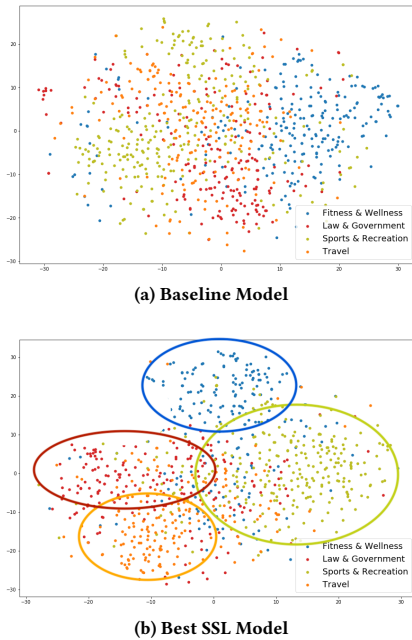 20
10
0
−10
−20
−30
−30
−20
−10
0
10
20
30
Fitness & Wellness
Law & Government
Sports & Recreation
Travel
(a) Baseline Model
30
20
10
0
−10
−20
−30
−20
−10
0
10
20
30
Fitness & Wellness
Law & Government
Sports & Recreation
Travel
(b) Best SSL Model